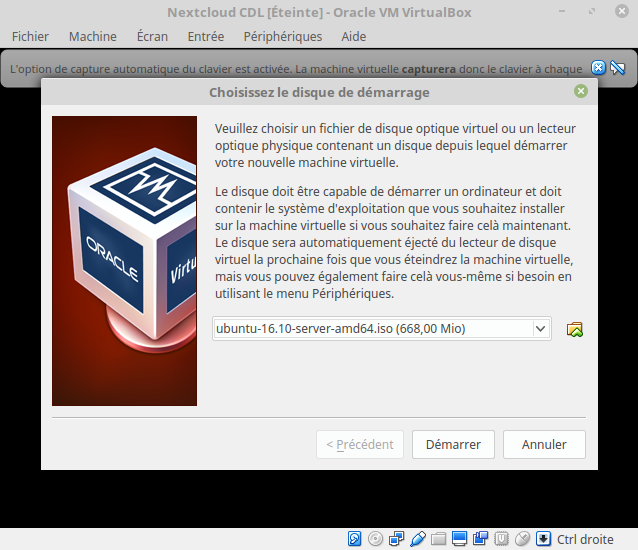 Nextcloud CDL [Éteinte] - Oracle VM VirtualBox
Fichier Machine Écran Entrée Périphériques Aide
L'option de capture automatique du clavier est activée. La machine virtuelle capturera donc le clavier à chaque
Choisissez le disque de démarrage
Veuillez choisir un fichier de disque optique virtuel ou un lecteur
optique physique contenant un disque depuis lequel démarrer
votre nouvelle machine virtuelle.
Le disque doit être capable de démarrer un ordinateur et doit
contenir le système d'exploitation que vous souhaitez installer
sur la machine virtuelle si vous souhaitez faire celà maintenant.
Le disque sera automatiquement éjecté du lecteur de disque
virtuel la prochaine fois que vous éteindrez la machine virtuelle,
mais vous pouvez également faire celà vous-même si besoin en
utilisant le menu Périphériques.
ORACLE
Virtu
ubuntu-16.10-server-amd64.iso (668,00 Mio)
< Précédent Démarrer Annuler
Ctrl droite